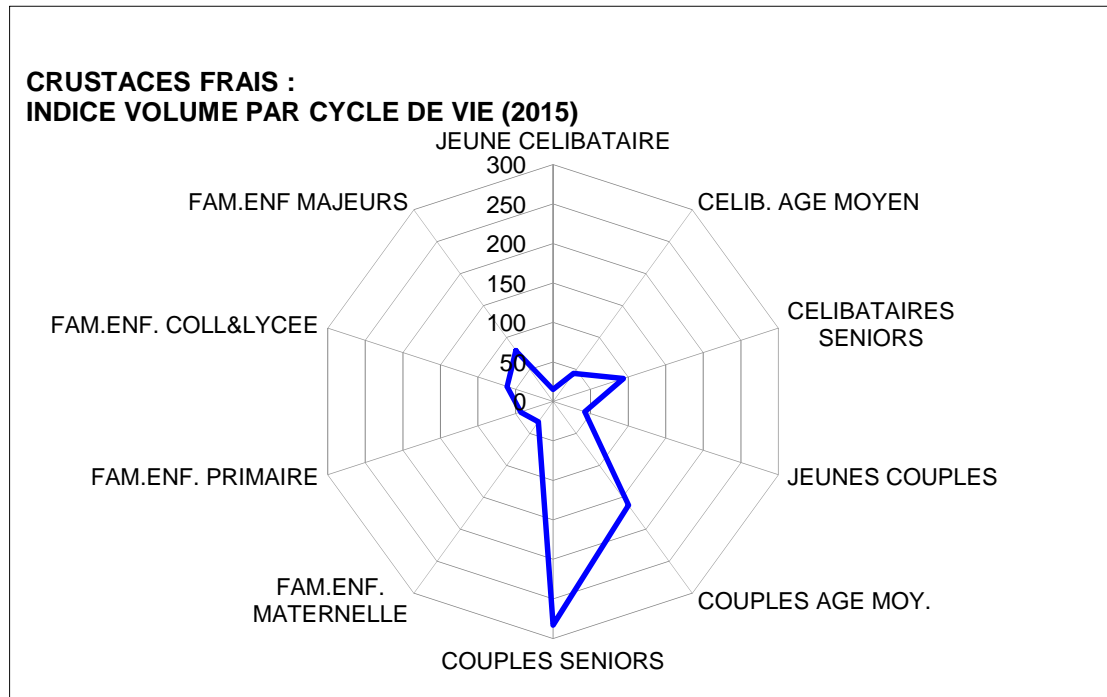 CRUSTACES FRAIS :
INDICE VOLUME PAR CYCLE DE VIE (2015)
JEUNE CELIBATAIRE
CELIB. AGE MOYEN
CELIBATAIRES
SENIORS
JEUNES COUPLES
COUPLES AGE MOY.
COUPLES SENIORS
FAM.ENF.
MATERNELLE
FAM.ENF. PRIMAIRE
FAM.ENF. COLL&LYCEE
FAM.ENF MAJEURS
300
250
200
150
100
50
0